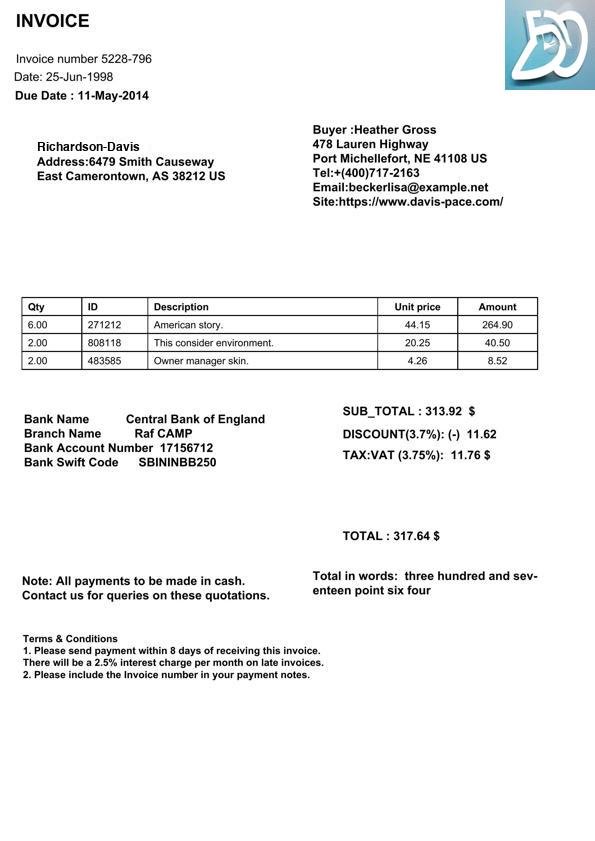 INVOICE
Invoice number 5228-796
Date: 25-Jun-1998
Due Date : 11-May-2014
Richardson-Davis
Address:6479 Smith Causeway
East Camerontown, AS 38212 US
Buyer :Heather Gross
478 Lauren Highway
Port Michellefort, NE 41108 US
Tel:+(400)717-2163
Email:beckerlisa@example.net
Site:https://www.davis-pace.com/
Qty ID Description Unit price Amount
6.00 271212 American story. 44.15 264.90
2.00 808118 This consider environment. 20.25 40.50
2.00 483585 Owner manager skin. 4.26 8.52
Bank Name Central Bank of England
Branch Name Raf CAMP
Bank Account Number 17156712
Bank Swift Code SBININBB250
SUB_TOTAL : 313.92 $
DISCOUNT(3.7%): (-) 11.62
TAX:VAT (3.75%): 11.76 $
TOTAL : 317.64 $
Note: All payments to be made in cash.
Contact us for queries on these quotations.
Total in words: three hundred and sev-
enteen point six four
Terms & Conditions
1. Please send payment within 8 days of receiving this invoice.
There will be a 2.5% interest charge per month on late invoices.
2. Please include the Invoice number in your payment notes.